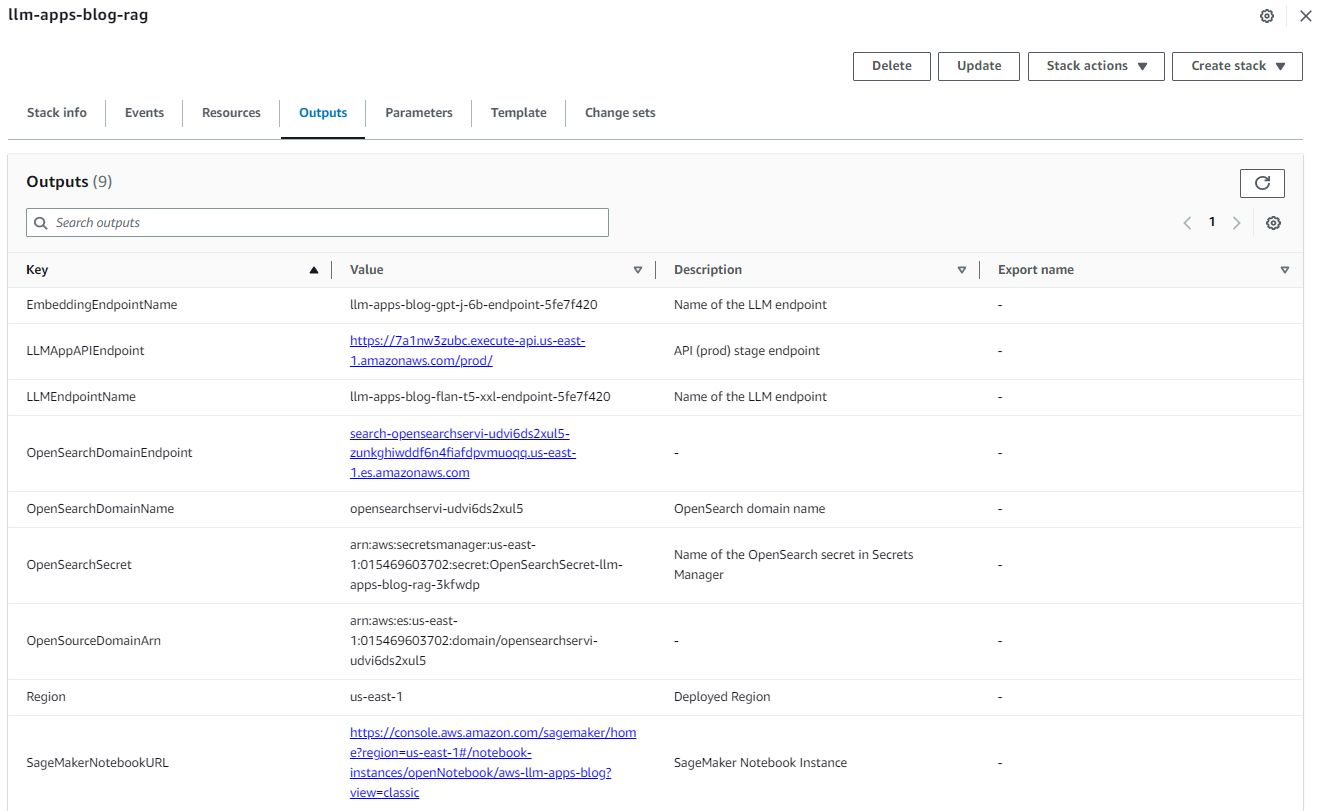 llm-apps-blog-rag
Delete
Update
Stack actions
Create stack
Stack info
Events
Resources
Outputs
Parameters
Template
Change sets
Outputs (9)
Search outputs
1
Key
Value
Description
Export name
EmbeddingEndpointName
llm-apps-blog-gpt-j-6b-endpoint-5fe7f420
Name of the LLM endpoint
-
LLMAppAPIEndpoint
https://7a1nw3zubc.execute-api.us-east-
1.amazonaws.com/prod/
API (prod) stage endpoint
-
LLMEndpointName
llm-apps-blog-flan-t5-xxl-endpoint-5fe7f420
Name of the LLM endpoint
-
OpenSearchDomainEndpoint
search-opensearchservi-udvi6ds2xul5-
zunkghiwddf6n4fiafdpvmuoqq.us-east-
1.es.amazonaws.com
-
-
OpenSearchDomainName
opensearchservi-udvi6ds2xul5
OpenSearch domain name
-
OpenSearchSecret
arn:aws:secretsmanager:us-east-
1:015469603702:secret:OpenSearchSecret-llm-
apps-blog-rag-3kfwdp
Name of the OpenSearch secret in Secrets
Manager
-
OpenSourceDomainArn
arn:aws:es:us-east-
1:015469603702:domain/opensearchservi-
udvi6ds2xul5
-
-
Region
us-east-1
Deployed Region
-
SageMakerNotebookURL
https://console.aws.amazon.com/sagemaker/hom
e?region=us-east-1#/notebook-
instances/openNotebook/aws-llm-apps-blog?
view=classic
SageMaker Notebook Instance
-